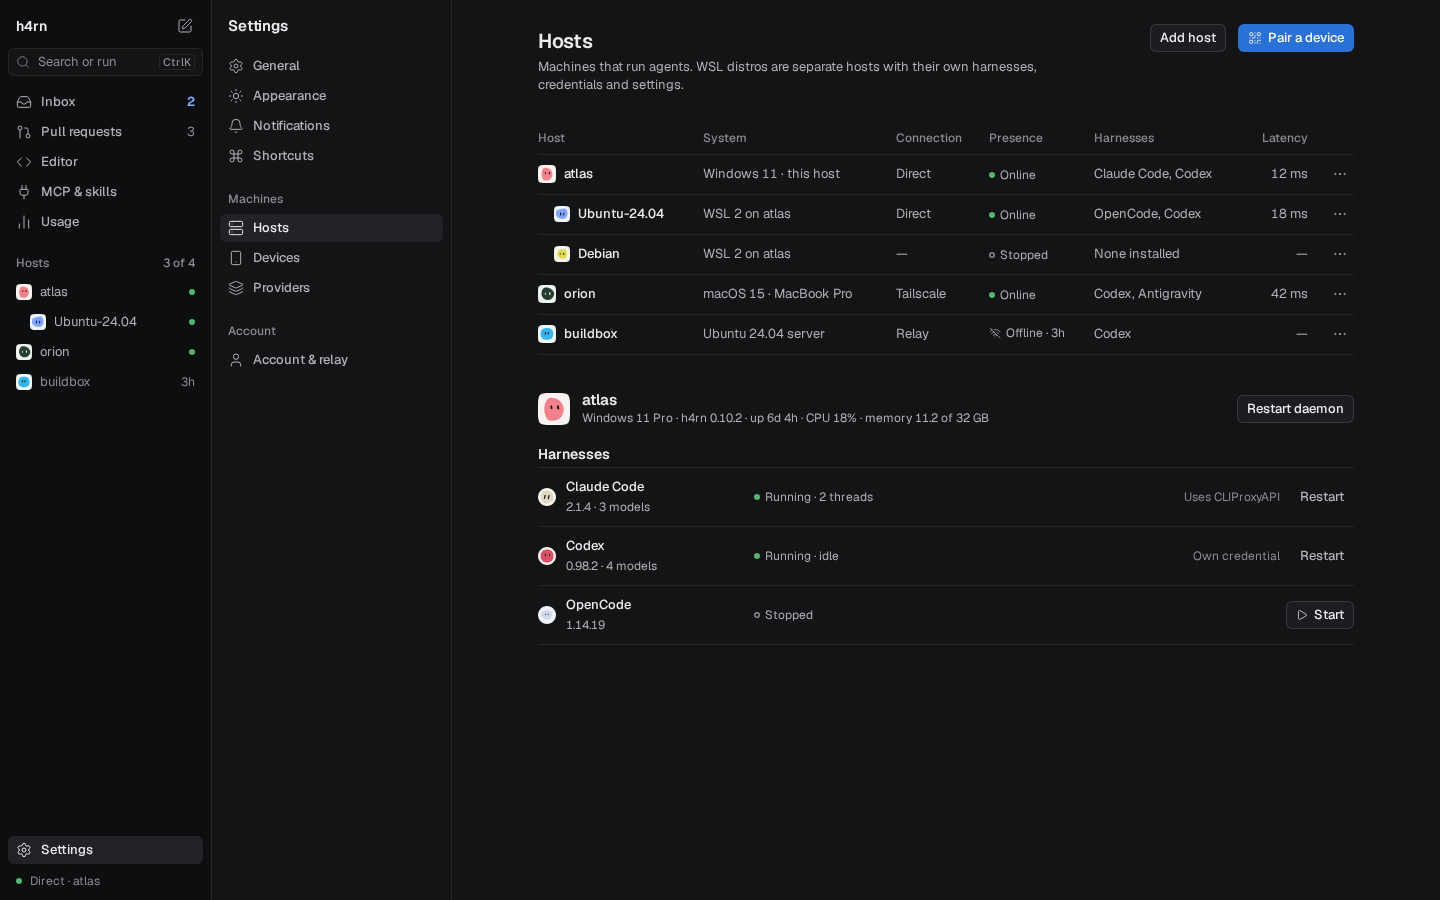 h4rn
Search or run CtrlK
Inbox 2
Pull requests 3
Editor
MCP & skills
Usage
Hosts 3 of 4
atlas
Ubuntu-24.04
orion
buildbox 3h
Settings
Direct · atlas
Settings
General
Appearance
Notifications
Shortcuts
Machines
Hosts
Devices
Providers
Account
Account & relay
Hosts
Add host Pair a device
Machines that run agents. WSL distros are separate hosts with their own harnesses,
credentials and settings.
Host System Connection Presence Harnesses Latency
atlas Windows 11 · this host Direct Online Claude Code, Codex 12 ms ···
Ubuntu-24.04 WSL 2 on atlas Direct Online OpenCode, Codex 18 ms ···
Debian WSL 2 on atlas — Stopped None installed — ···
orion macOS 15 · MacBook Pro Tailscale Online Codex, Antigravity 42 ms ···
buildbox Ubuntu 24.04 server Relay Offline · 3h Codex — ···
atlas
Windows 11 Pro · h4rn 0.10.2 · up 6d 4h · CPU 18% · memory 11.2 of 32 GB
Restart daemon
Harnesses
Claude Code
2.1.4 · 3 models
Running · 2 threads
Uses CLIProxyAPI Restart
Codex
0.98.2 · 4 models
Running · idle
Own credential Restart
OpenCode
1.14.19
Stopped
Start